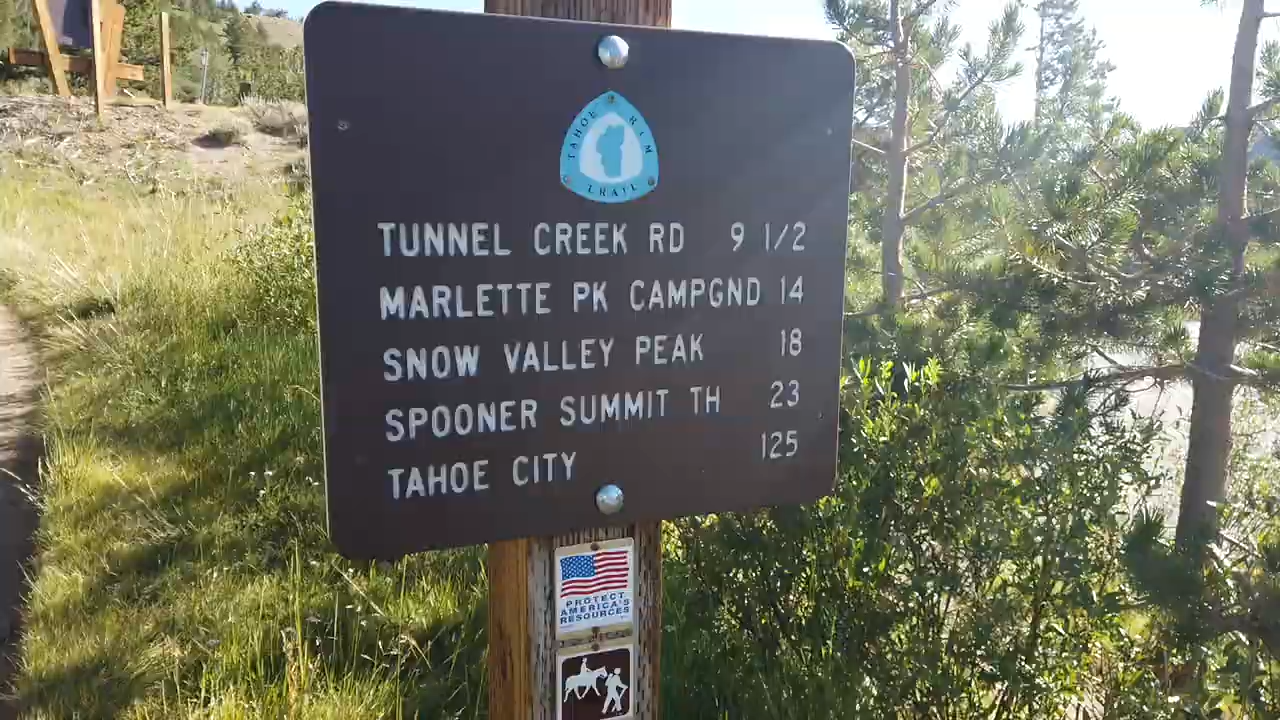 TAHOE RIM
TRAIL
TUNNEL CREEK RD 9 1/2
MARLETTE PK CAMPGND 14
SNOW VALLEY PEAK 18
SPOONER SUMMIT TH 23
TAHOE CITY 125
PROTECT
AMERICA'S
RESOURCES